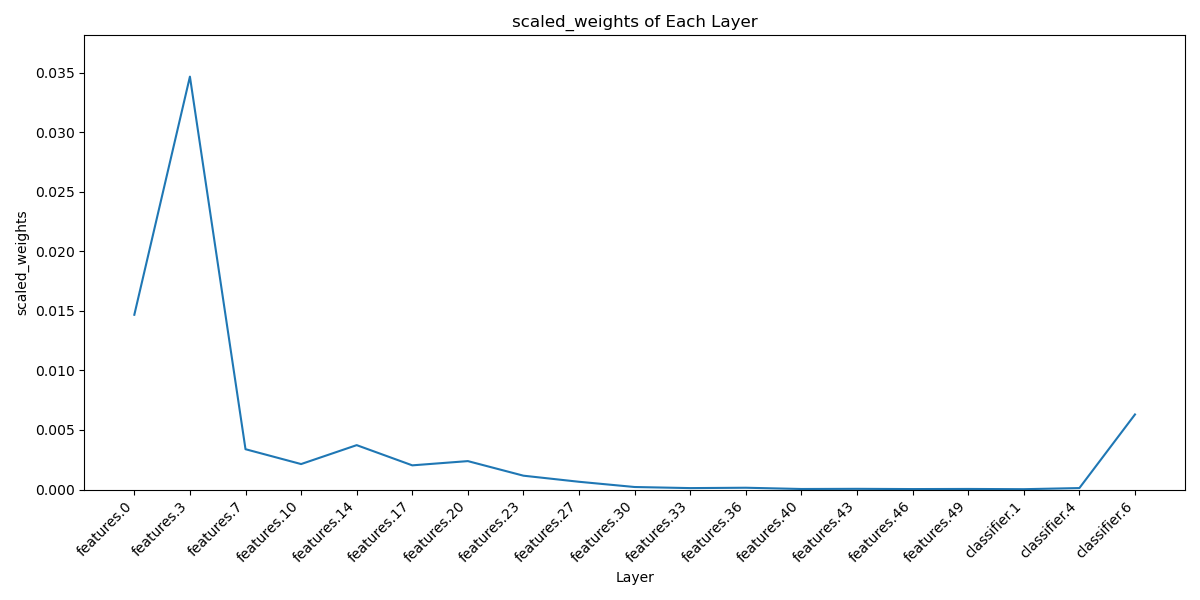 scaled_weights of Each Layer
scaled_weights
0.035
0.030
0.025
0.020
0.015
0.010
0.005
0.000
features.0
features.3
features.7
features.10
features.14
features.17
features.20
features.23
features.27
features.30
features.33
features.36
features.40
features.43
features.46
features.49
classifier.1
classifier.4
classifier.6
Layer